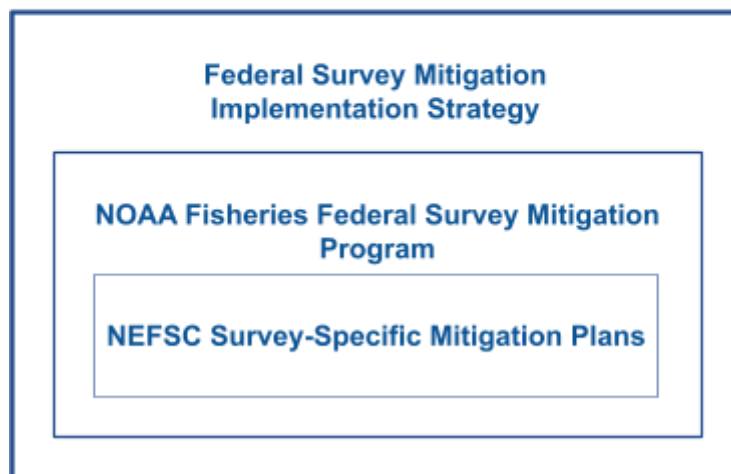 Federal Survey Mitigation
Implementation Strategy
NOAA Fisheries Federal Survey Mitigation
Program
NEFSC Survey-Specific Mitigation Plans